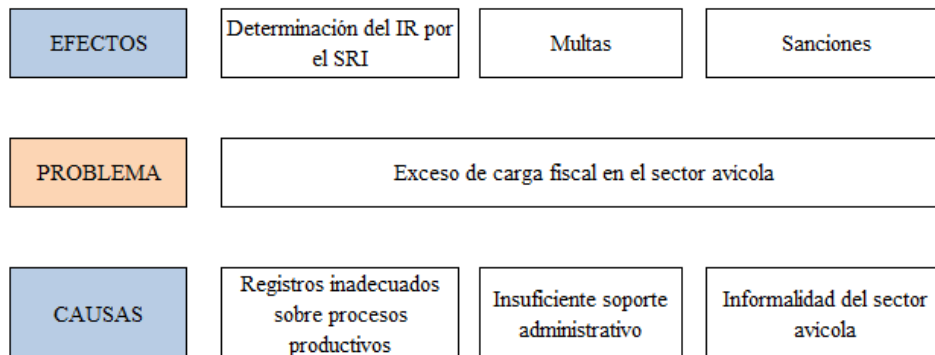 EFECTOS
Determinación del IR por
el SRI
Multas
Sanciones
PROBLEMA
Exceso de carga fiscal en el sector avicola
CAUSAS
Registros inadecuados
sobre procesos
productivos
Insuficiente soporte
administrativo
Informalidad del sector
avicola